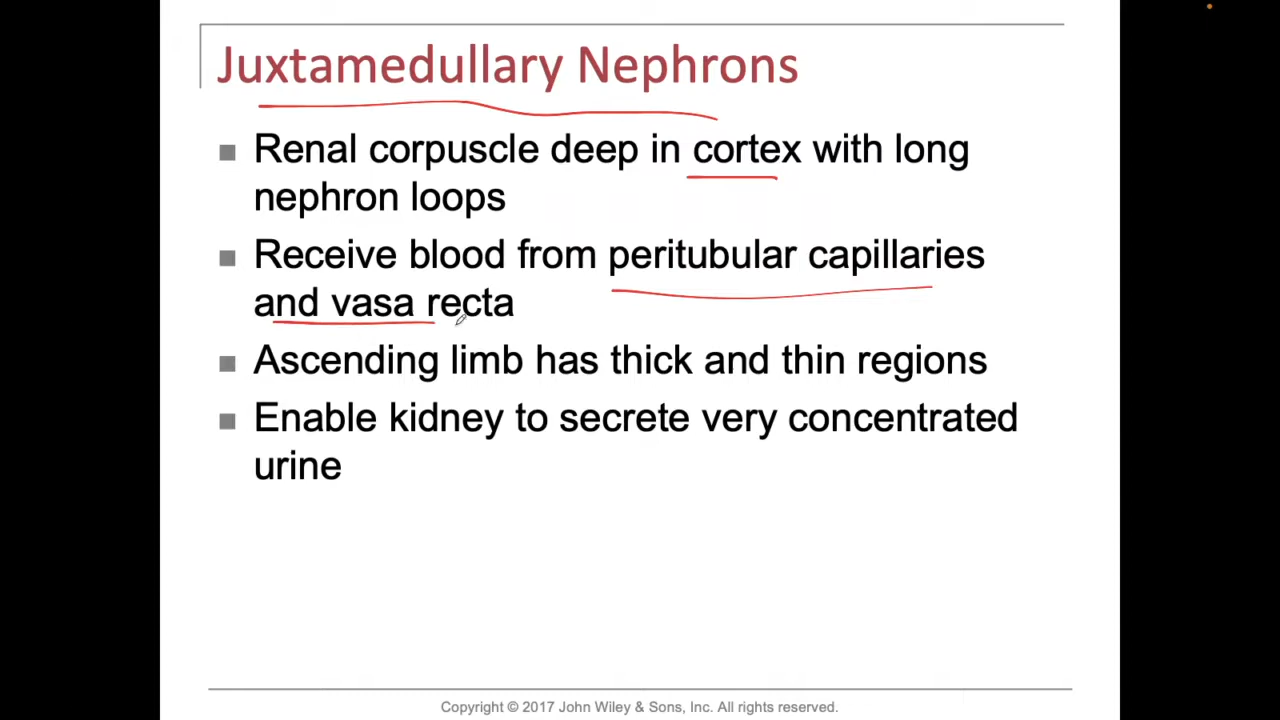 Juxtamedullary Nephrons
Renal corpuscle deep in cortex with long
nephron loops
Receive blood from peritubular capillaries
and vasa recta
Ascending limb has thick and thin regions
Enable kidney to secrete very concentrated
urine
Copyright © 2017 John Wiley & Sons, Inc. All rights reserved.